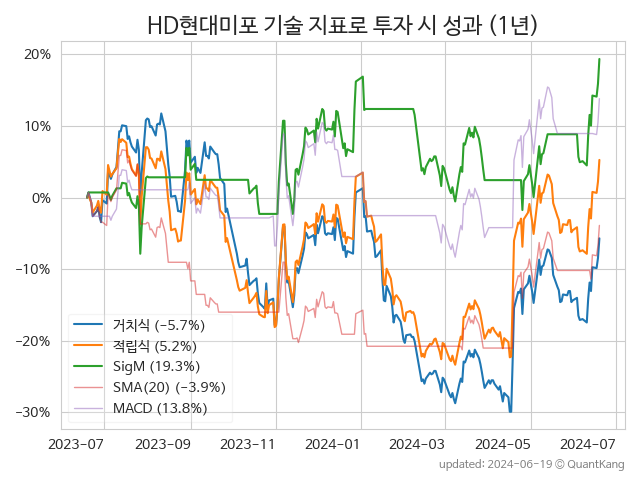 HD현대미포 기술 지표로 투자 시 성과 (1년)
20%
10%
0%
−10%
−20%
−30%
거치식 (−5.7%)
적립식 (5.2%)
SigM (19.3%)
SMA(20) (−3.9%)
MACD (13.8%)
2023-07
2023-09
2023-11
2024-01
2024-03
2024-05
2024-07
updated: 2024-06-19 © QuantKang